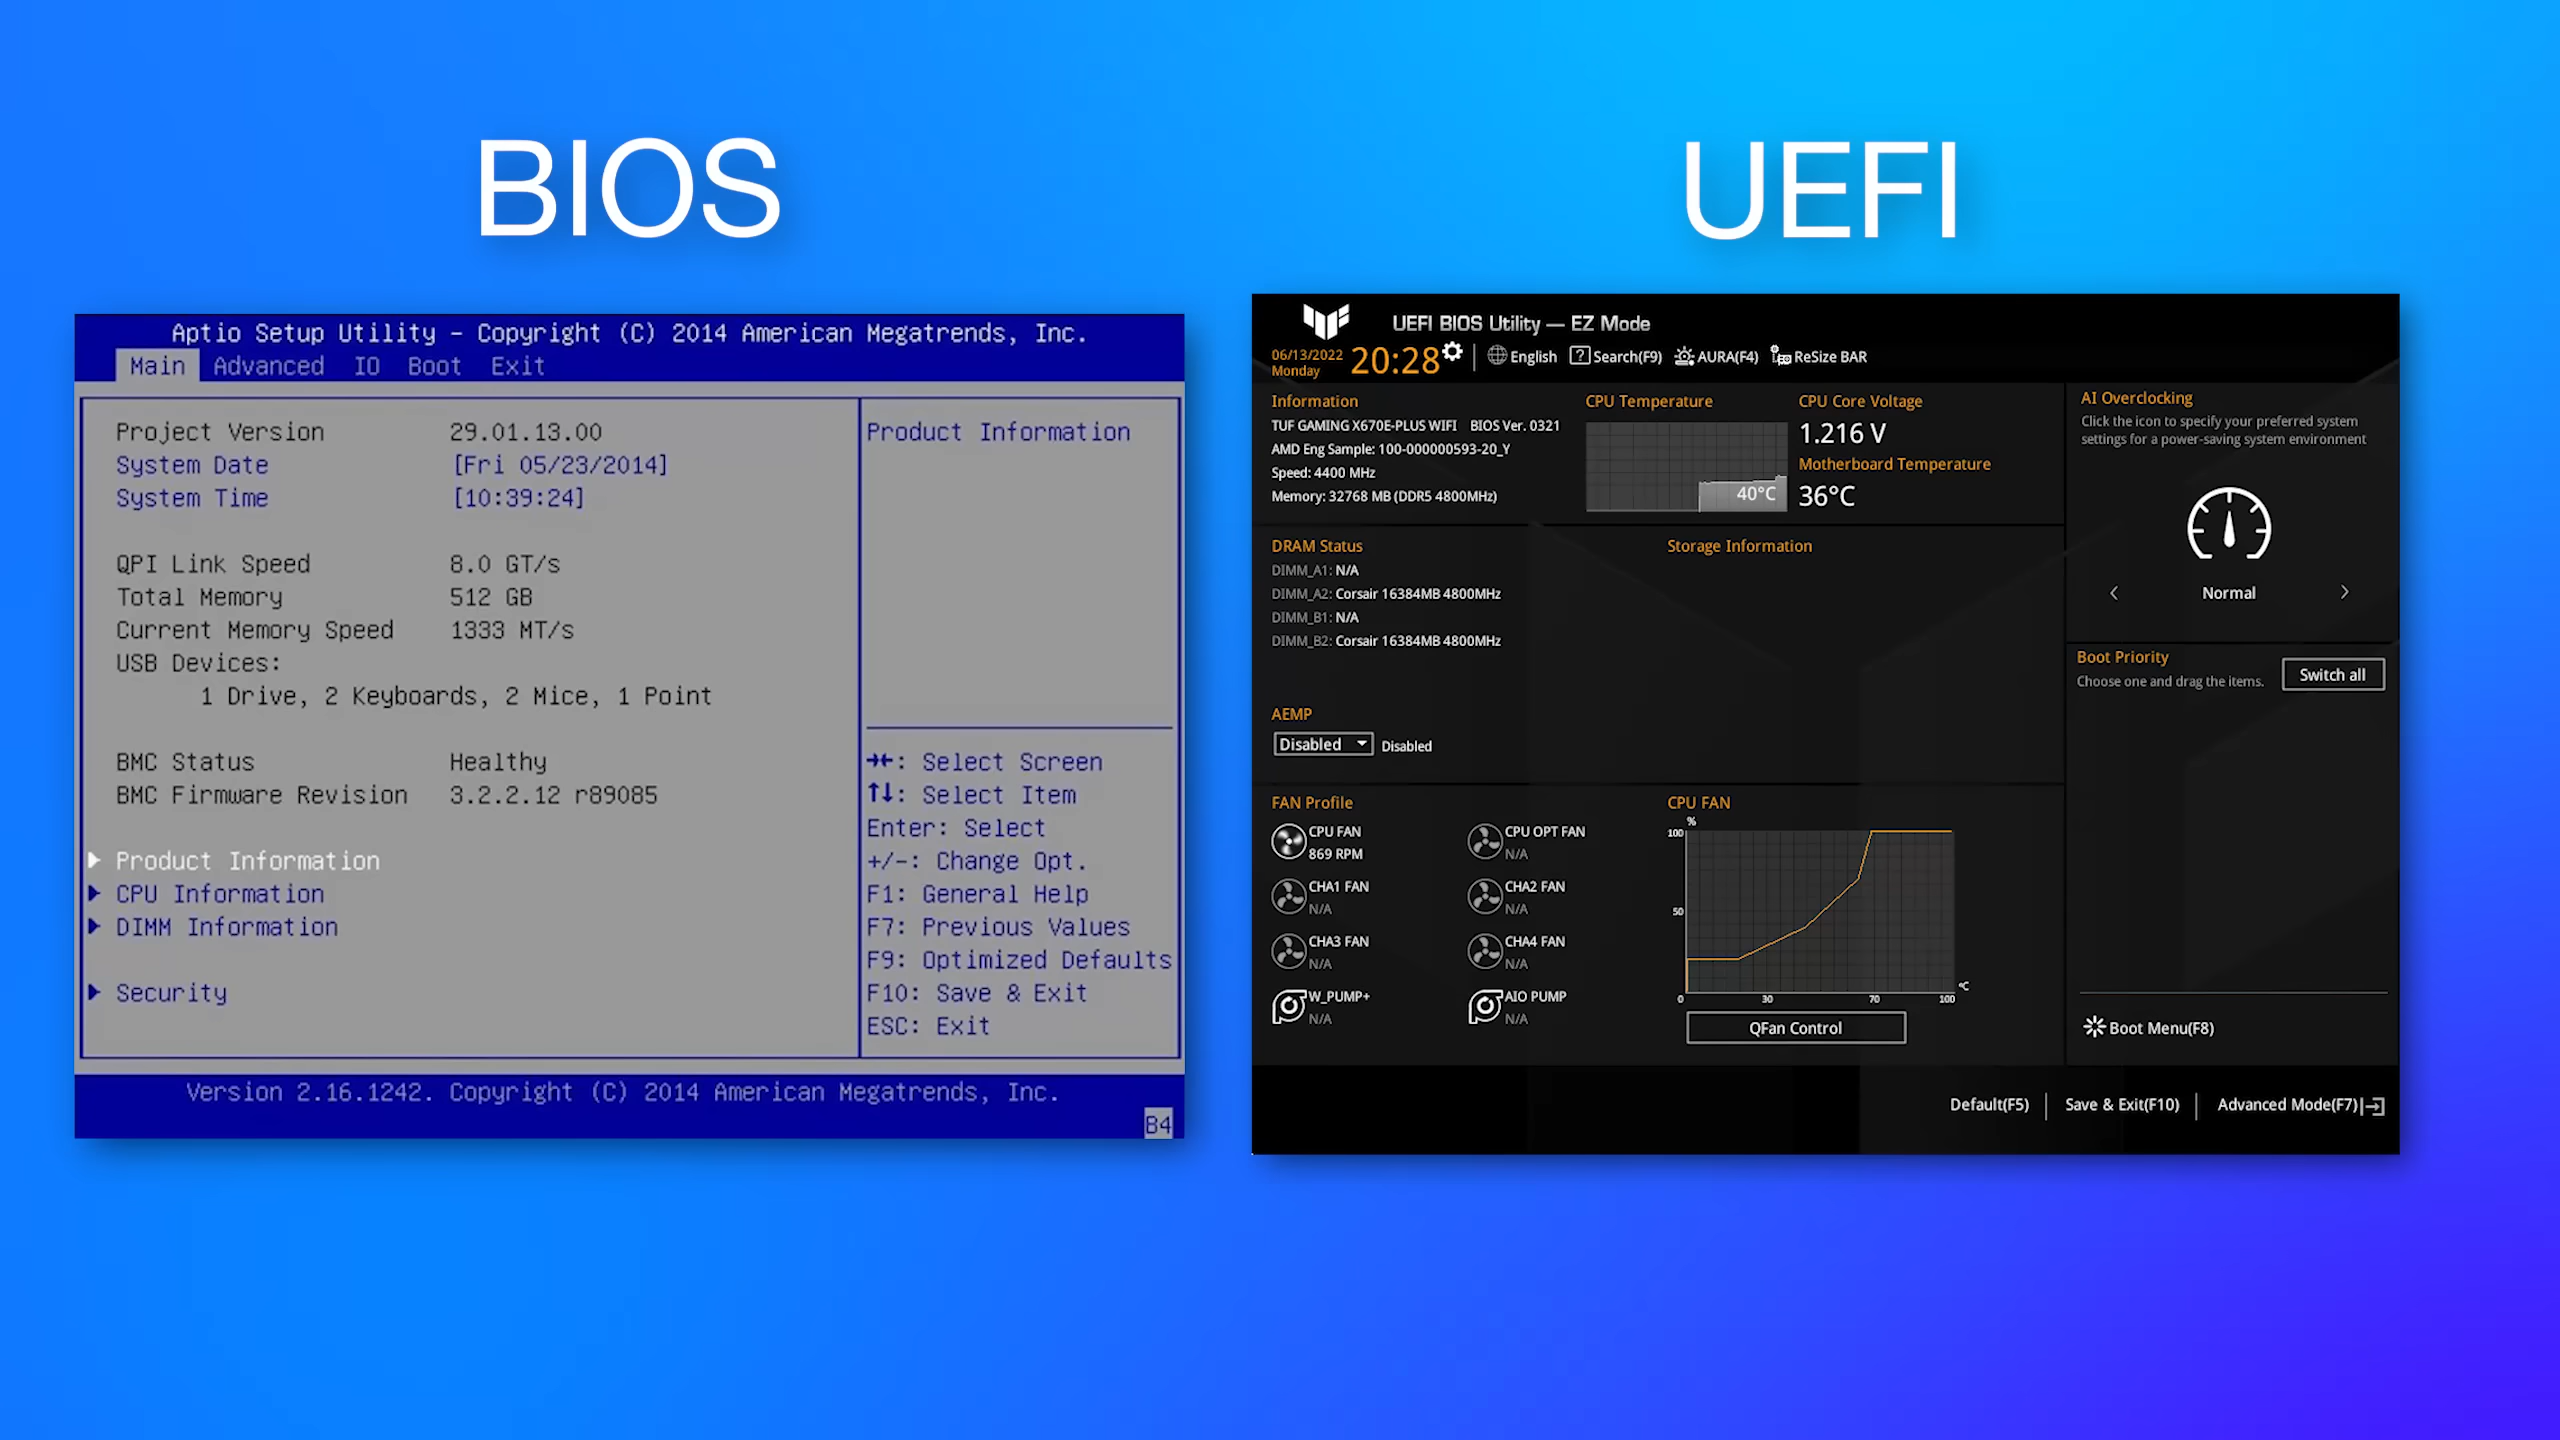 BIOS
Aptio Setup Utility – Copyright (C) 2014 American Megatrends, Inc.
Main Advanced IO Boot Exit
Project Version 29.01.13.00
System Date [Fri 05/23/2014]
System Time [10:39:24]
QPI Link Speed 8.0 GT/s
Total Memory 512 GB
Current Memory Speed 1333 MT/s
USB Devices:
1 Drive, 2 Keyboards, 2 Mice, 1 Point
BMC Status Healthy
BMC Firmware Revision 3.2.2.12 r89085
Product Information
CPU Information
DIMM Information
Security
Product Information
→←: Select Screen
↑↓: Select Item
Enter: Select
+/-: Change Opt.
F1: General Help
F7: Previous Values
F9: Optimized Defaults
F10: Save & Exit
ESC: Exit
Version 2.16.1242. Copyright (C) 2014 American Megatrends, Inc.
B4
UEFI
UEFI BIOS Utility — EZ Mode
06/13/2022
Monday
20:28
English
Search(F9)
AURA(F4)
ReSize BAR
Information
TUF GAMING X670E-PLUS WIFI BIOS Ver. 0321
AMD Eng Sample: 100-000000593-20_Y
Speed: 4400 MHz
Memory: 32768 MB (DDR5 4800MHz)
CPU Temperature
40°C
CPU Core Voltage
1.216 V
Motherboard Temperature
36°C
DRAM Status
DIMM_A1: N/A
DIMM_A2: Corsair 16384MB 4800MHz
DIMM_B1: N/A
DIMM_B2: Corsair 16384MB 4800MHz
Storage Information
AEMP
Disabled Disabled
FAN Profile
CPU FAN
869 RPM
CPU OPT FAN
N/A
CHA1 FAN
N/A
CHA2 FAN
N/A
CHA3 FAN
N/A
CHA4 FAN
N/A
W_PUMP+
N/A
AIO PUMP
N/A
CPU FAN
%
100
50
0 30 70 100
°C
QFan Control
AI Overclocking
Click the icon to specify your preferred system
settings for a power-saving system environment
Normal
Boot Priority
Choose one and drag the items.
Switch all
Boot Menu(F8)
Default(F5)
Save & Exit(F10)
Advanced Mode(F7)